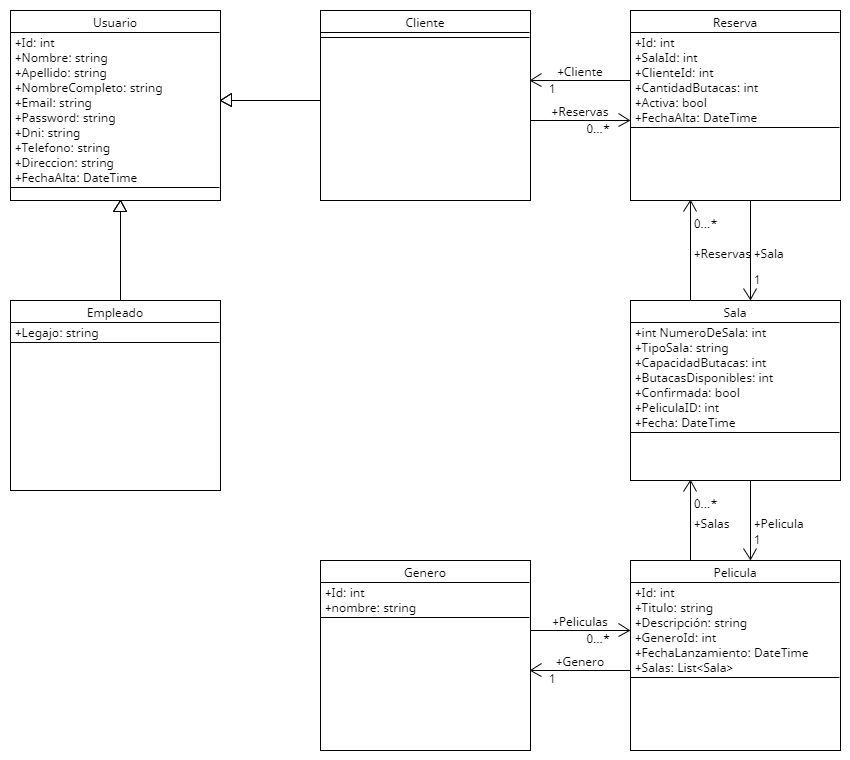 Usuario
+Id: int
+Nombre: string
+Apellido: string
+NombreCompleto: string
+Email: string
+Password: string
+Dni: string
+Telefono: string
+Direccion: string
+FechaAlta: DateTime
Cliente
Reserva
+Id: int
+SalaId: int
+ClienteId: int
+CantidadButacas: int
+Activa: bool
+FechaAlta: DateTime
+Cliente
1
+Reservas
0...*
0...*
+Reservas
+Sala
1
Empleado
+Legajo: string
Sala
+int NumeroDeSala: int
+TipoSala: string
+CapacidadButacas: int
+ButacasDisponibles: int
+Confirmada: bool
+PeliculaID: int
+Fecha: DateTime
0...*
+Salas
+Pelicula
1
Genero
+Id: int
+nombre: string
+Peliculas
0...*
+Genero
1
Pelicula
+Id: int
+Titulo: string
+Descripción: string
+GeneroId: int
+FechaLanzamiento: DateTime
+Salas: List<Sala>